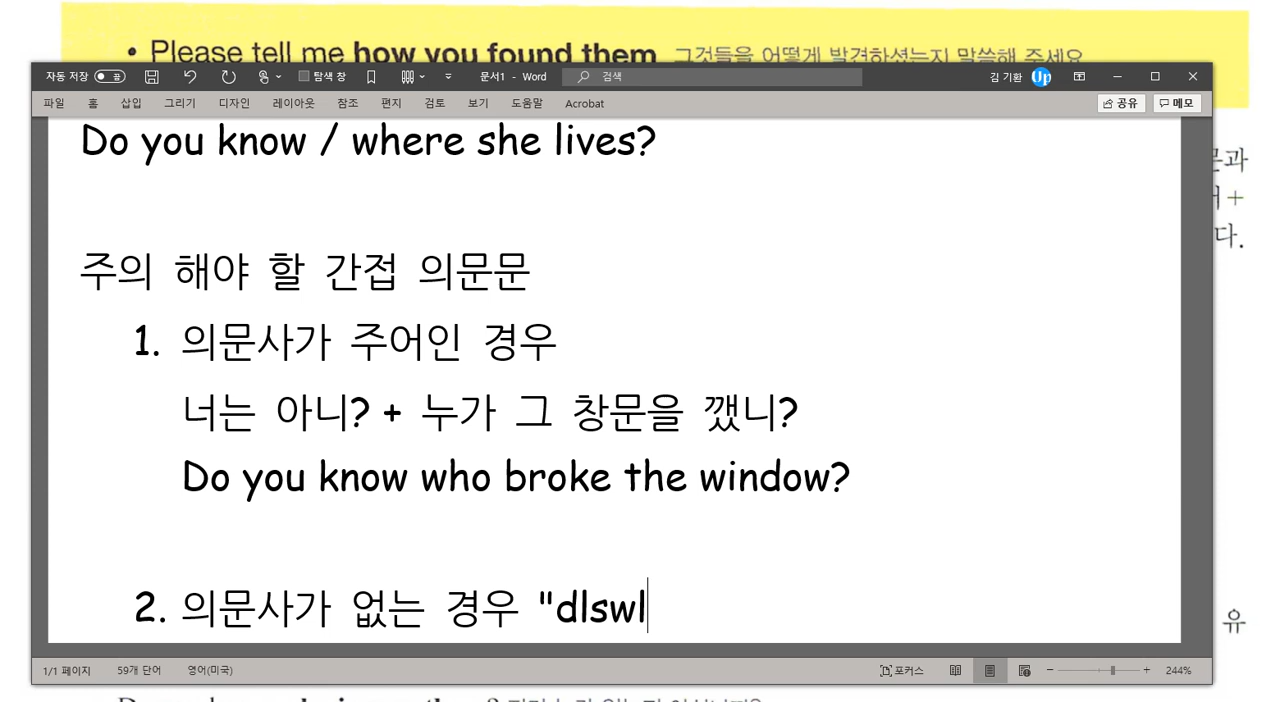 • Please tell me how you found them 그것들을 어떻게 발견하셨는지 말씀해 주세요
자동 저장 끔 탐색 창 문서1 - Word 검색 김 기환 Up
파일 홈 삽입 그리기 디자인 레이아웃 참조 편지 검토 보기 도움말 Acrobat 공유 메모
Do you know / where she lives?
주의 해야 할 간접 의문문
1. 의문사가 주어인 경우
너는 아니? + 누가 그 창문을 깼니?
Do you know who broke the window?
2. 의문사가 없는 경우 "dlswl
다.
유
1/1 페이지 59개 단어 영어(미국) 포커스 - + 244%